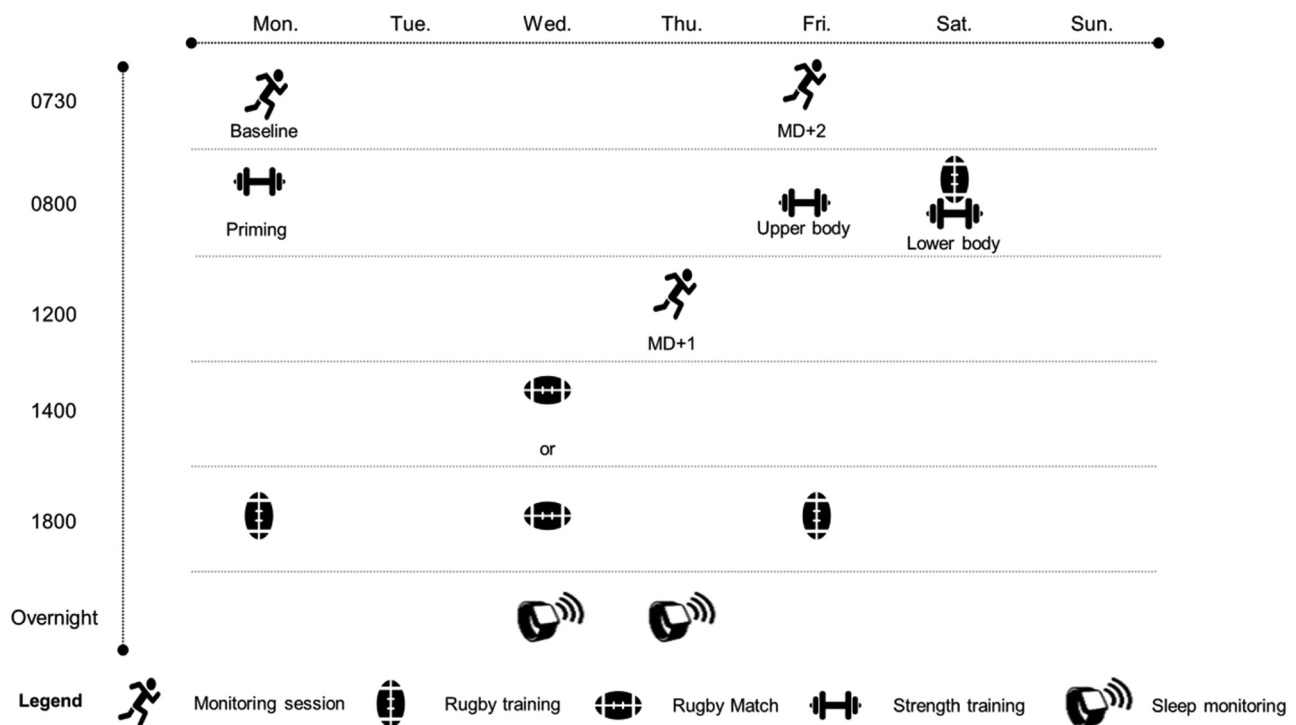 Mon. Tue. Wed. Thu. Fri. Sat. Sun.
0730
Baseline MD+2
0800
Priming Upper body Lower body
1200
MD+1
1400
or
1800
Overnight
Legend Monitoring session Rugby training Rugby Match Strength training Sleep monitoring